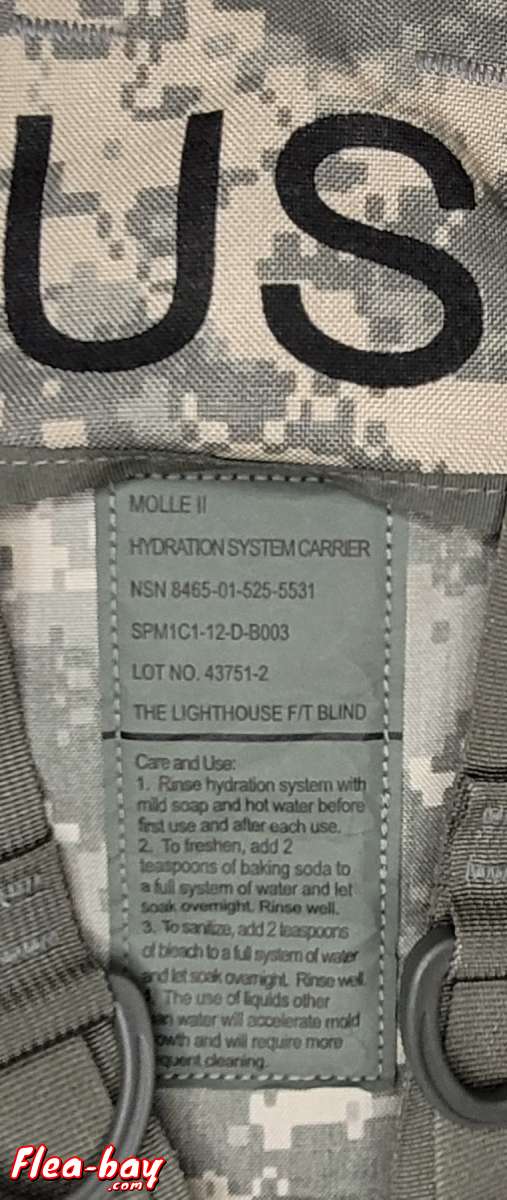 US
MOLLE II
HYDRATION SYSTEM CARRIER
NSN 8465-01-525-5531
SPM1C1-12-D-B003
LOT NO. 43751-2
THE LIGHTHOUSE F/T BLIND
Care and Use:
1. Rinse hydration system with
mild soap and hot water before
first use and after each use.
2. To freshen, add 2
teaspoons of baking soda to
a full system of water and let
soak overnight. Rinse well.
3. To sanitize, add 2 teaspoons
of bleach to a full system of water
and let soak overnight. Rinse well.
The use of liquids other
an water will accelerate mold
owth and will require more
quent cleaning.
Flea-bay
.com